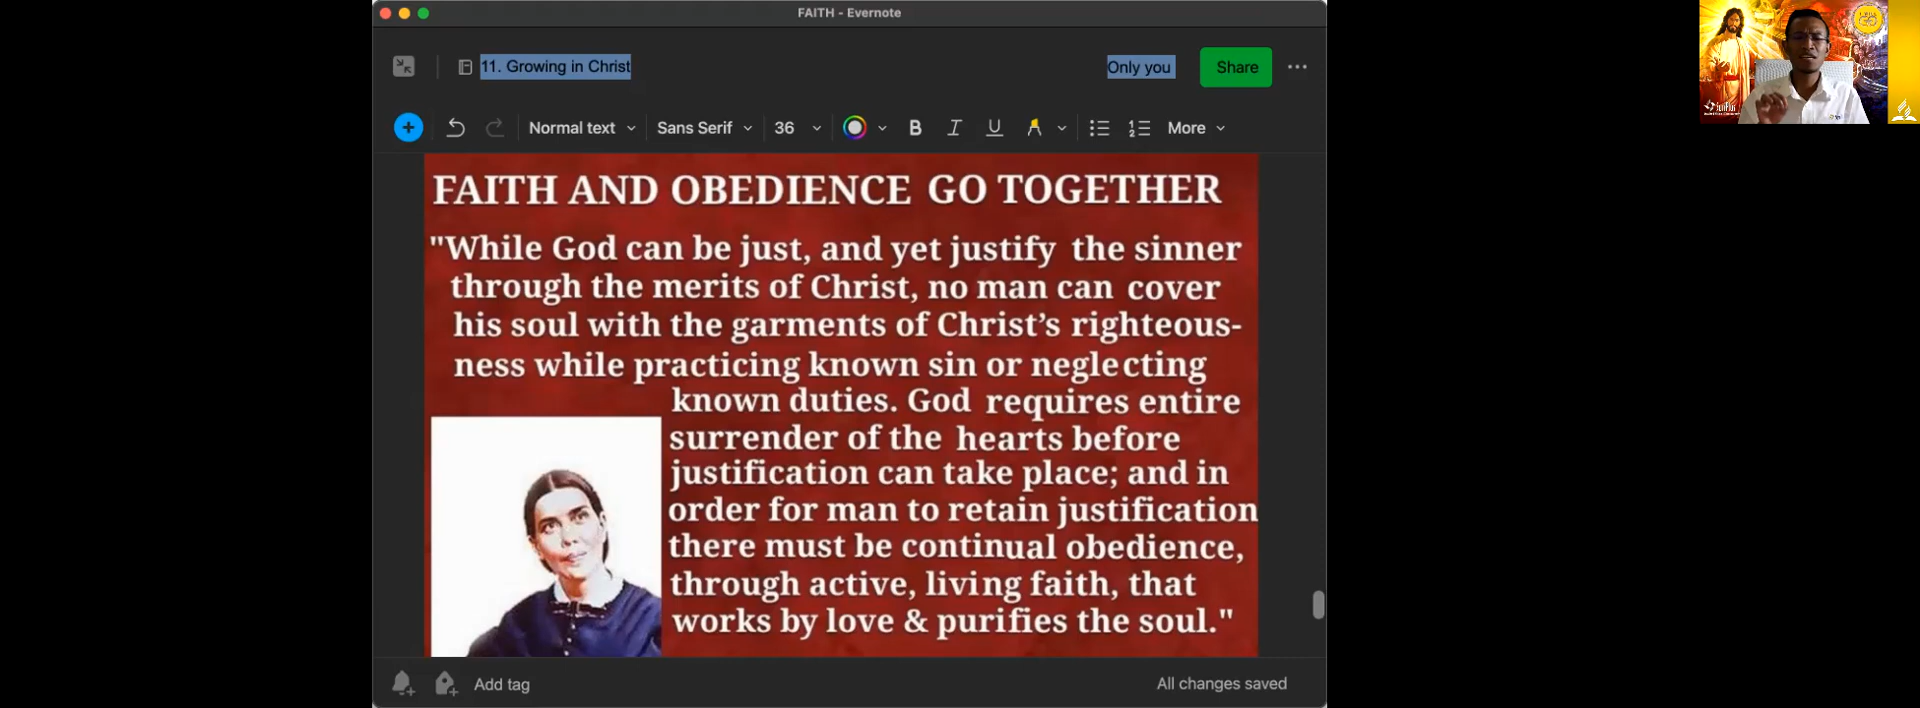 FAITH - Evernote
11. Growing in Christ
Only you
Share
Normal text
Sans Serif
36
B
I
U
More
FAITH AND OBEDIENCE GO TOGETHER
"While God can be just, and yet justify the sinner
through the merits of Christ, no man can cover
his soul with the garments of Christ’s righteous-
ness while practicing known sin or neglecting
known duties. God requires entire
surrender of the hearts before
justification can take place; and in
order for man to retain justification
there must be continual obedience,
through active, living faith, that
works by love & purifies the soul."
Add tag
All changes saved